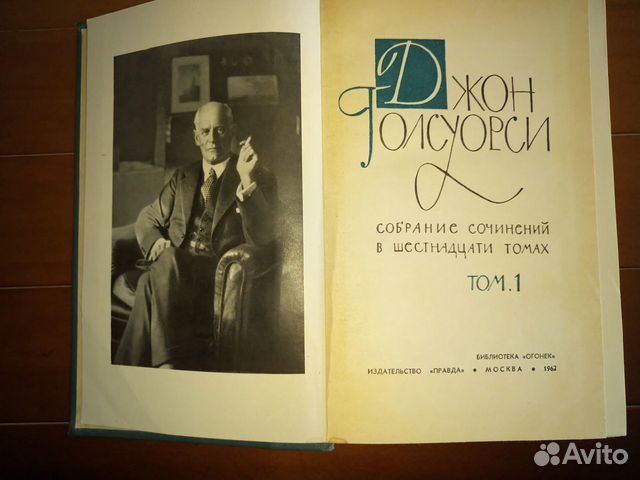 Джон
Голсуорси
СОБРАНИЕ СОЧИНЕНИЙ
В ШЕСТНАДЦАТИ ТОМАХ
ТОМ.1
БИБЛИОТЕКА «ОГОНЕК»
ИЗДАТЕЛЬСТВО «ПРАВДА» • МОСКВА • 1962
Avito